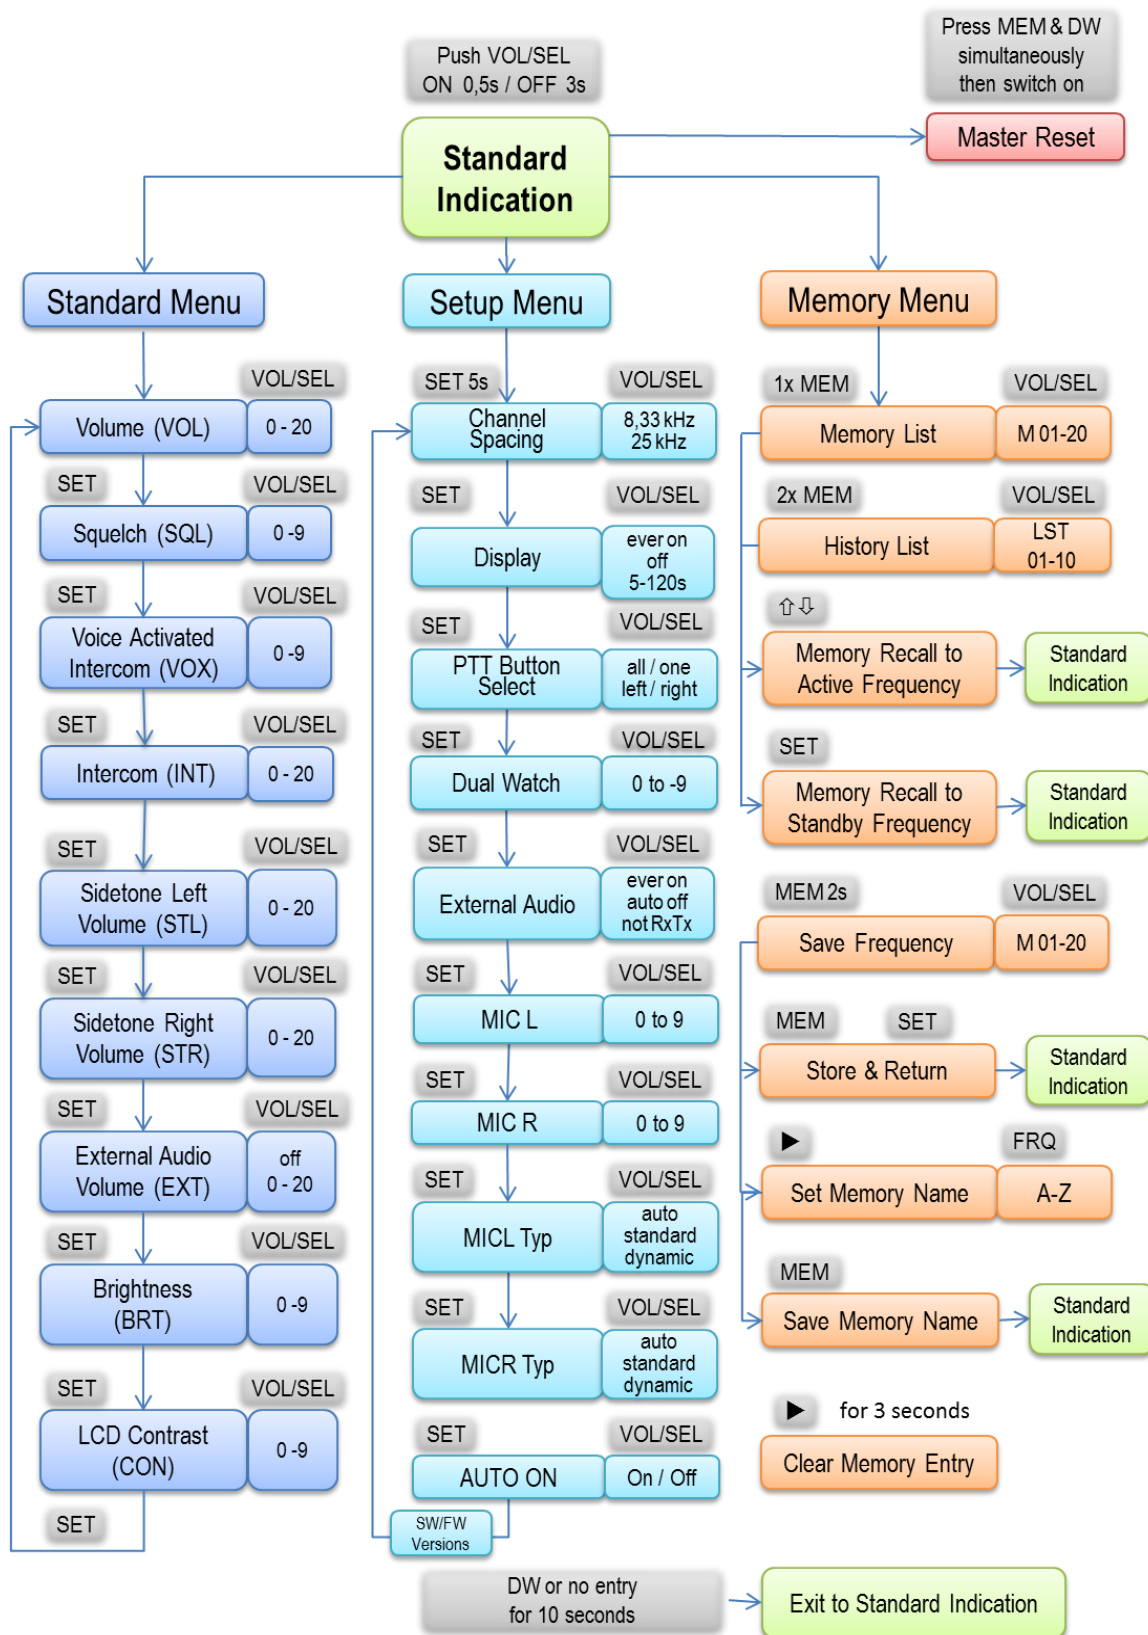 Push VOL/SEL
ON 0,5s / OFF 3s
Press MEM & DW
simultaneously
then switch on
Standard
Indication
Master Reset
Standard Menu
VOL/SEL
Volume (VOL)
0 - 20
SET
VOL/SEL
Squelch (SQL)
0 -9
SET
VOL/SEL
Voice Activated
Intercom (VOX)
0 -9
SET
VOL/SEL
Intercom (INT)
0 - 20
SET
VOL/SEL
Sidetone Left
Volume (STL)
0 - 20
SET
VOL/SEL
Sidetone Right
Volume (STR)
0 - 20
SET
VOL/SEL
External Audio
Volume (EXT)
off
0 - 20
SET
VOL/SEL
Brightness
(BRT)
0 -9
SET
VOL/SEL
LCD Contrast
(CON)
0 -9
SET
Setup Menu
SET 5s
VOL/SEL
Channel
Spacing
8,33 kHz
25 kHz
SET
VOL/SEL
Display
ever on
off
5-120s
SET
VOL/SEL
PTT Button
Select
all / one
left / right
SET
VOL/SEL
Dual Watch
0 to -9
SET
VOL/SEL
External Audio
ever on
auto off
not RxTx
SET
VOL/SEL
MIC L
0 to 9
SET
VOL/SEL
MIC R
0 to 9
SET
VOL/SEL
MICL Typ
auto
standard
dynamic
SET
VOL/SEL
MICR Typ
auto
standard
dynamic
SET
VOL/SEL
AUTO ON
On / Off
SW/FW
Versions
Memory Menu
1x MEM
VOL/SEL
Memory List
M 01-20
2x MEM
VOL/SEL
History List
LST
01-10
⇧⇩
Memory Recall to
Active Frequency
Standard
Indication
SET
Memory Recall to
Standby Frequency
Standard
Indication
MEM 2s
VOL/SEL
Save Frequency
M 01-20
MEM
SET
Store & Return
Standard
Indication
▶
FRQ
Set Memory Name
A-Z
MEM
Save Memory Name
Standard
Indication
▶ for 3 seconds
Clear Memory Entry
DW or no entry
for 10 seconds
Exit to Standard Indication